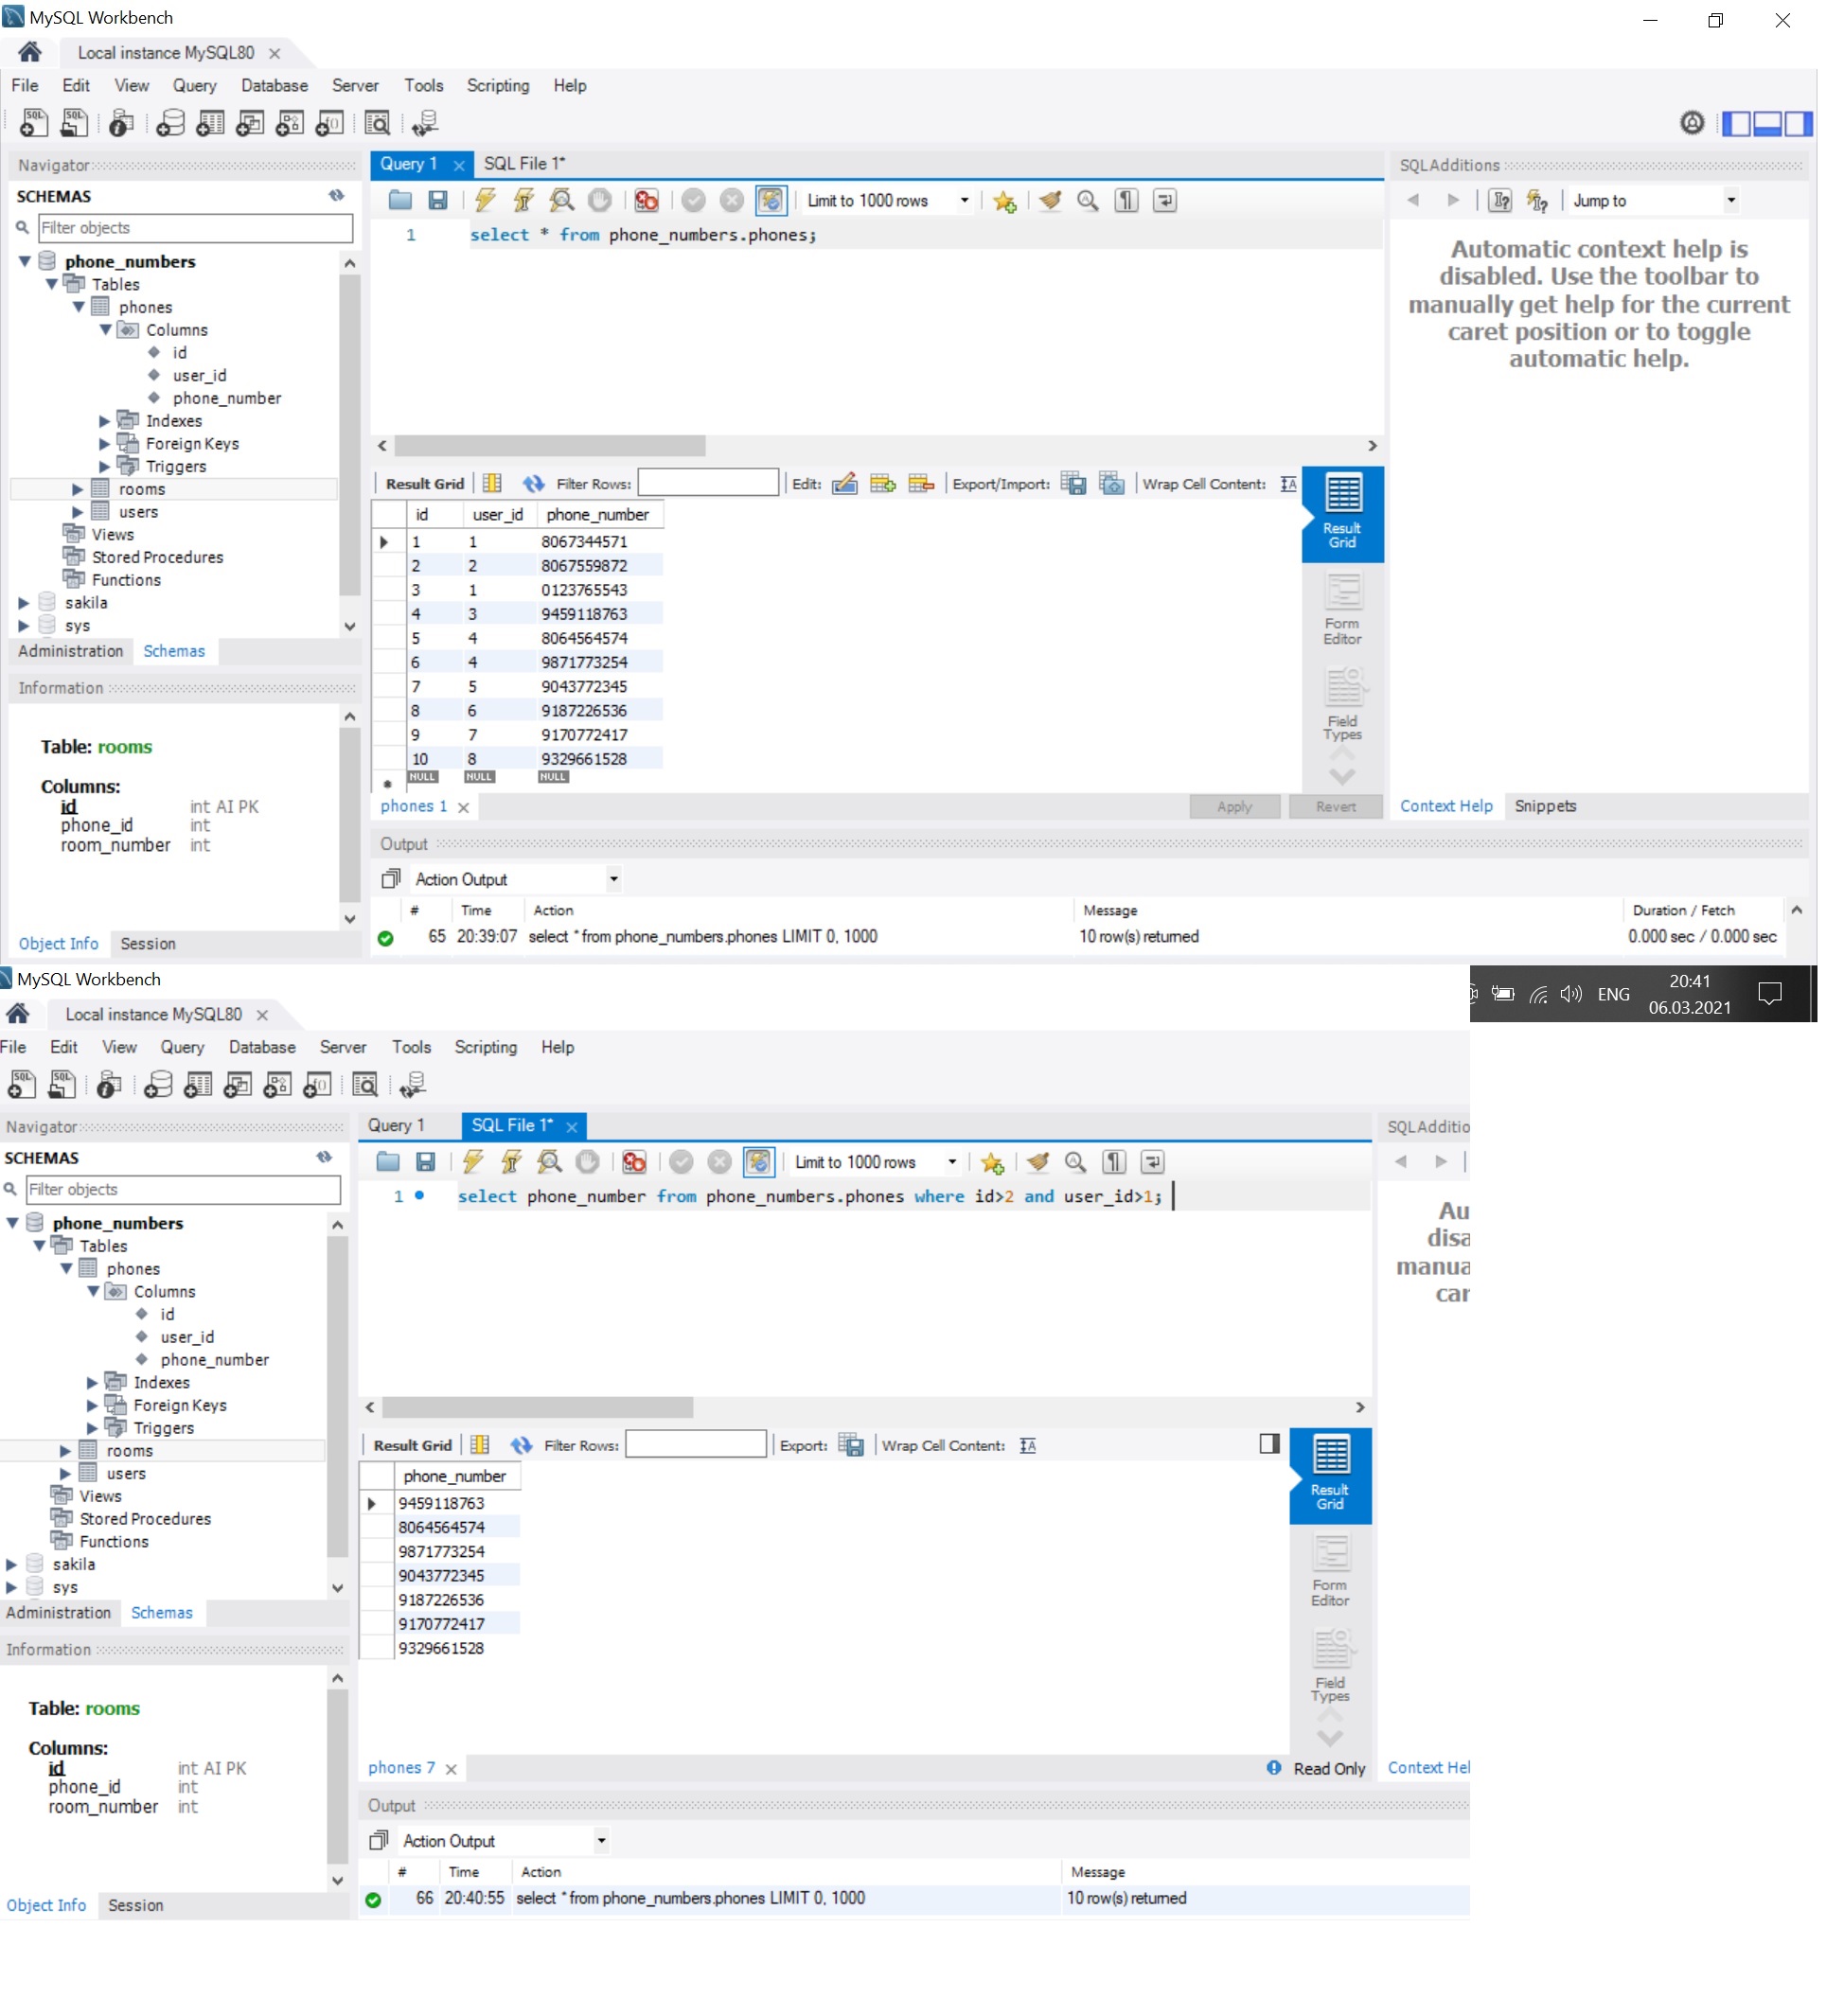 MySQL Workbench
Local instance MySQL80
File Edit View Query Database Server Tools Scripting Help
Navigator
SCHEMAS
Filter objects
phone_numbers
Tables
phones
Columns
id
user_id
phone_number
Indexes
Foreign Keys
Triggers
rooms
users
Views
Stored Procedures
Functions
sakila
sys
Administration Schemas
Information
Table: rooms
Columns:
id int AI PK
phone_id int
room_number int
Object Info Session
Query 1 SQL File 1*
Limit to 1000 rows
1 select * from phone_numbers.phones;
Result Grid Filter Rows: Edit: Export/Import: Wrap Cell Content:
id user_id phone_number
1 1 8067344571
2 2 8067559872
3 1 0123765543
4 3 9459118763
5 4 8064564574
6 4 9871773254
7 5 9043772345
8 6 9187226536
9 7 9170772417
10 8 9329661528
NULL NULL NULL
Result
Grid
Form
Editor
Field
Types
phones 1 Apply Revert
SQLAdditions
Jump to
Automatic context help is
disabled. Use the toolbar to
manually get help for the current
caret position or to toggle
automatic help.
Context Help Snippets
Output
Action Output
# Time Action Message Duration / Fetch
65 20:39:07 select * from phone_numbers.phones LIMIT 0, 1000 10 row(s) returned 0.000 sec / 0.000 sec
ENG 20:41
06.03.2021
MySQL Workbench
Local instance MySQL80
File Edit View Query Database Server Tools Scripting Help
Navigator
SCHEMAS
Filter objects
phone_numbers
Tables
phones
Columns
id
user_id
phone_number
Indexes
Foreign Keys
Triggers
rooms
users
Views
Stored Procedures
Functions
sakila
sys
Administration Schemas
Information
Table: rooms
Columns:
id int AI PK
phone_id int
room_number int
Object Info Session
Query 1 SQL File 1*
Limit to 1000 rows
1 select phone_number from phone_numbers.phones where id>2 and user_id>1;
Result Grid Filter Rows: Export: Wrap Cell Content:
phone_number
9459118763
8064564574
9871773254
9043772345
9187226536
9170772417
9329661528
Result
Grid
Form
Editor
Field
Types
phones 7 Read Only
SQLAdditio
Au
disa
manua
car
Context Hel
Output
Action Output
# Time Action Message
66 20:40:55 select * from phone_numbers.phones LIMIT 0, 1000 10 row(s) returned